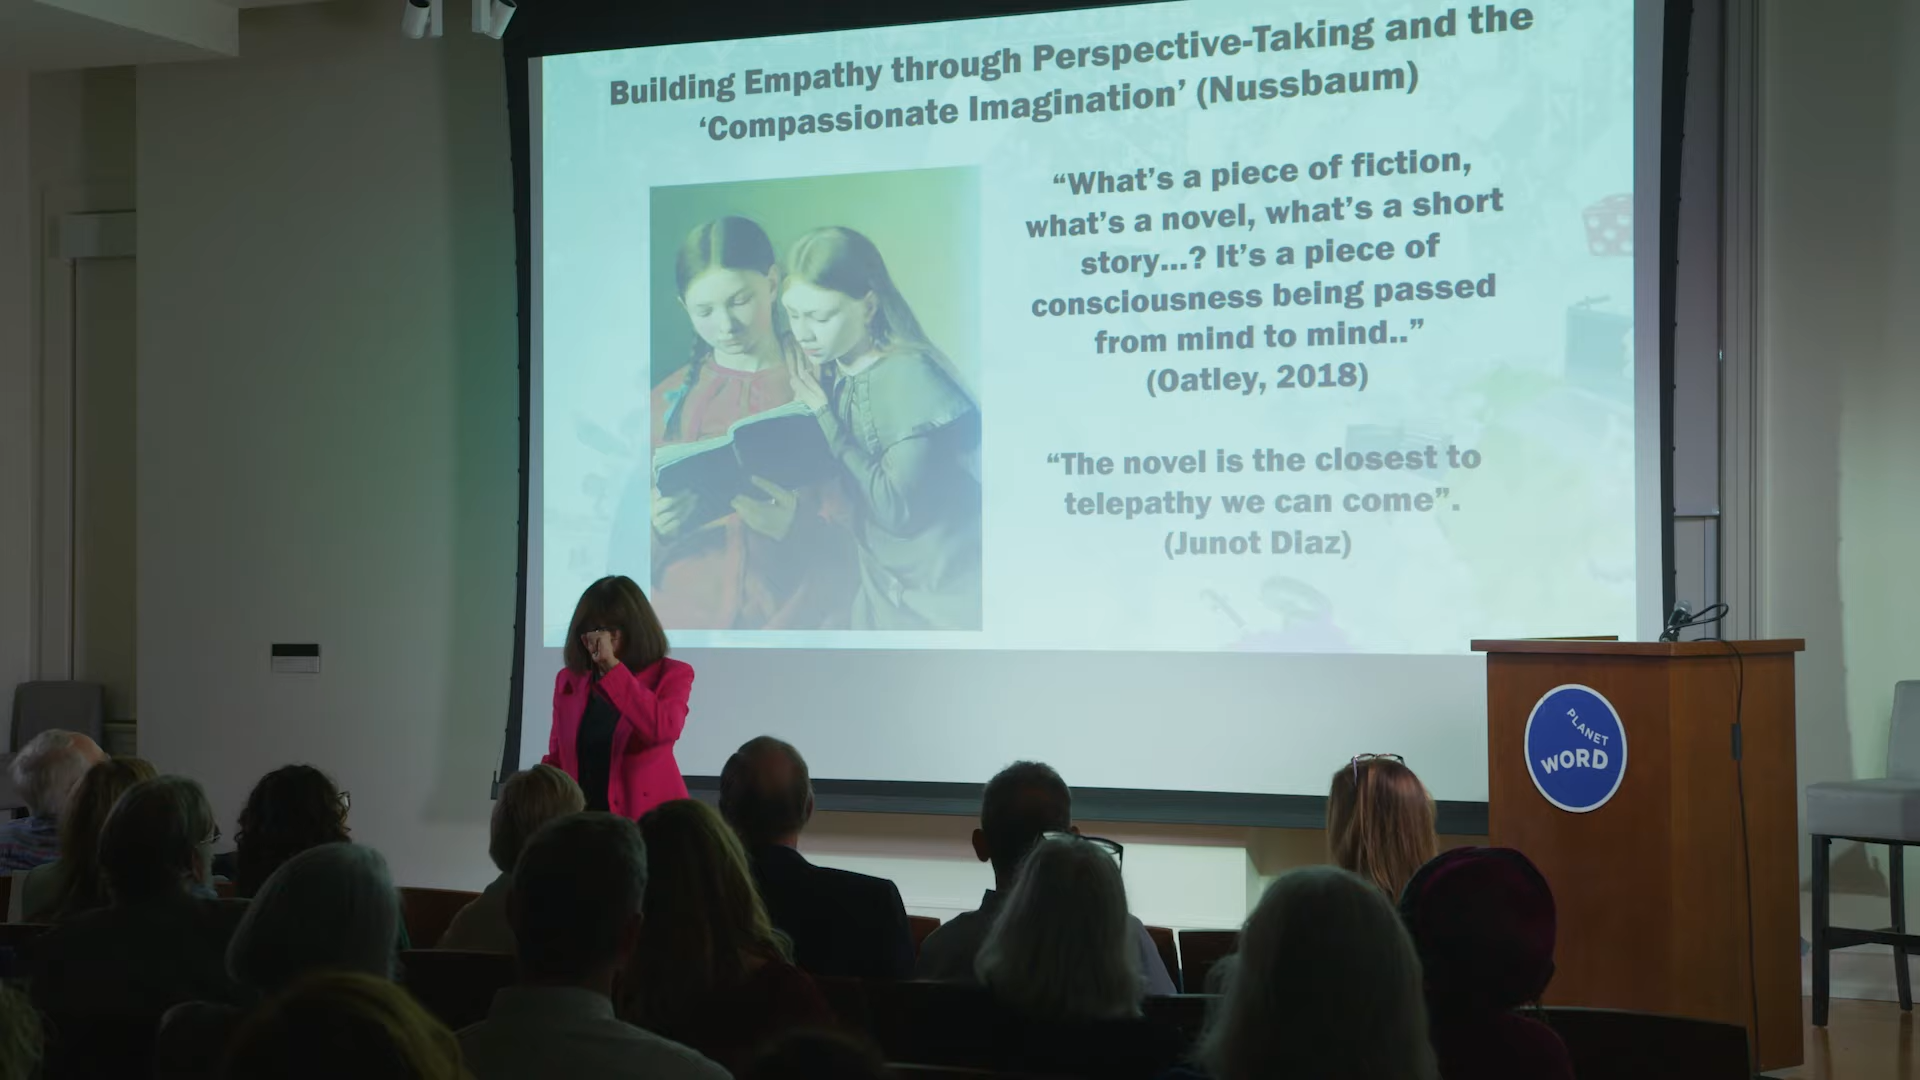 Building Empathy through Perspective-Taking and the
‘Compassionate Imagination’ (Nussbaum)
“What’s a piece of fiction,
what’s a novel, what’s a short
story...? It’s a piece of
consciousness being passed
from mind to mind..”
(Oatley, 2018)
“The novel is the closest to
telepathy we can come”.
(Junot Diaz)
PLANET
WORD